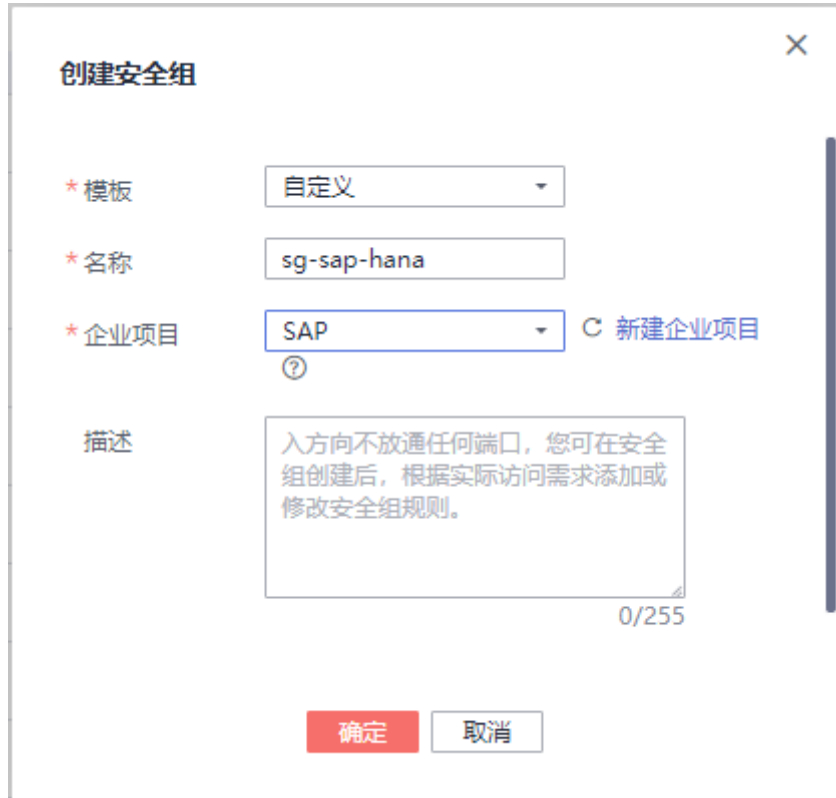 创建安全组
* 模板 自定义
* 名称 sg-sap-hana
* 企业项目 SAP C 新建企业项目
?
描述 入方向不放通任何端口，您可在安全
组创建后，根据实际访问需求添加或
修改安全组规则。
0/255
确定 取消